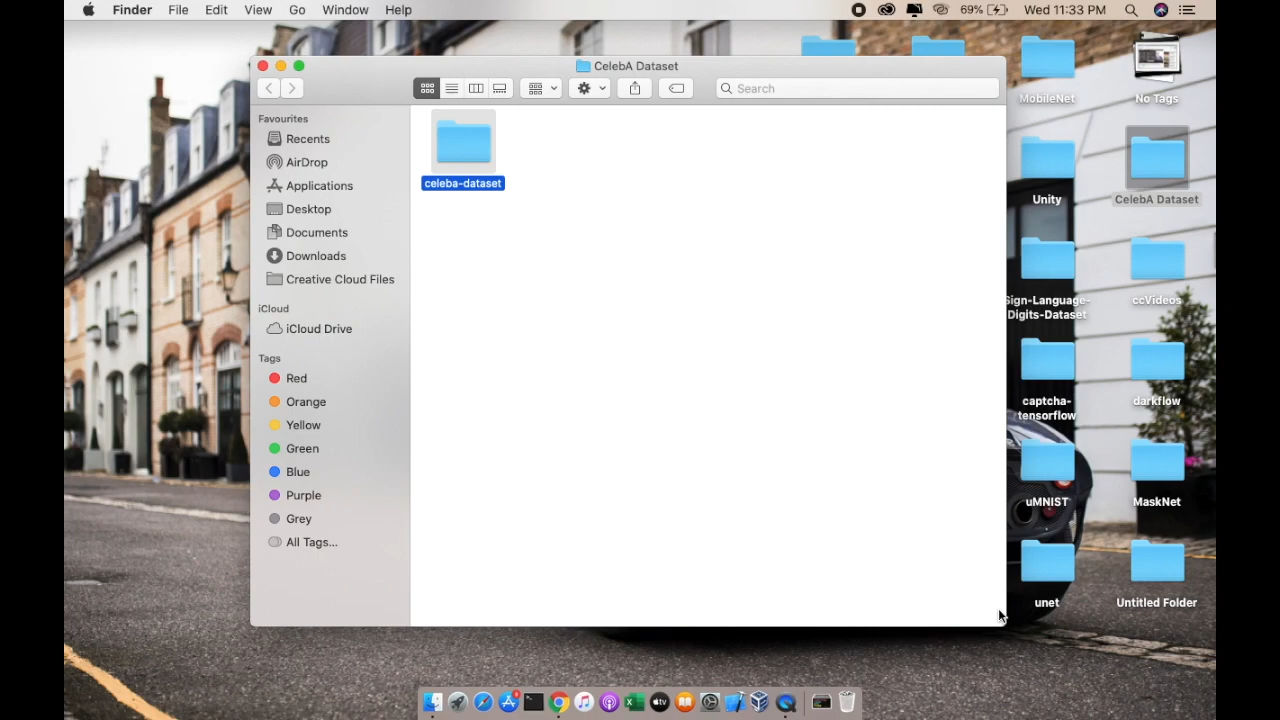 Finder File Edit View Go Window Help
69% Wed 11:33 PM
CelebA Dataset
Search
Favourites
Recents
AirDrop
Applications
Desktop
Documents
Downloads
Creative Cloud Files
iCloud
iCloud Drive
Tags
Red
Orange
Yellow
Green
Blue
Purple
Grey
All Tags...
celeba-dataset
MobileNet
No Tags
Unity
CelebA Dataset
Sign-Language-
Digits-Dataset
ccVideos
captcha-
tensorflow
darkflow
uMNIST
MaskNet
unet
Untitled Folder